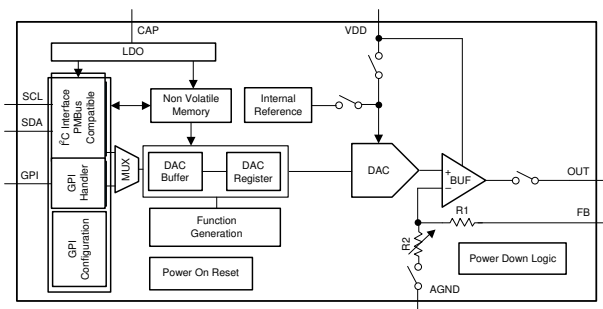 CAP
VDD
LDO
SCL
SDA
GPI
I²C Interface
PMBus
Compatible
GPI
Handler
GPI
Configuration
MUX
Non Volatile
Memory
Internal
Reference
DAC
Buffer
DAC
Register
Function
Generation
Power On Reset
DAC
+
BUF
−
OUT
R1
FB
R2
AGND
Power Down Logic